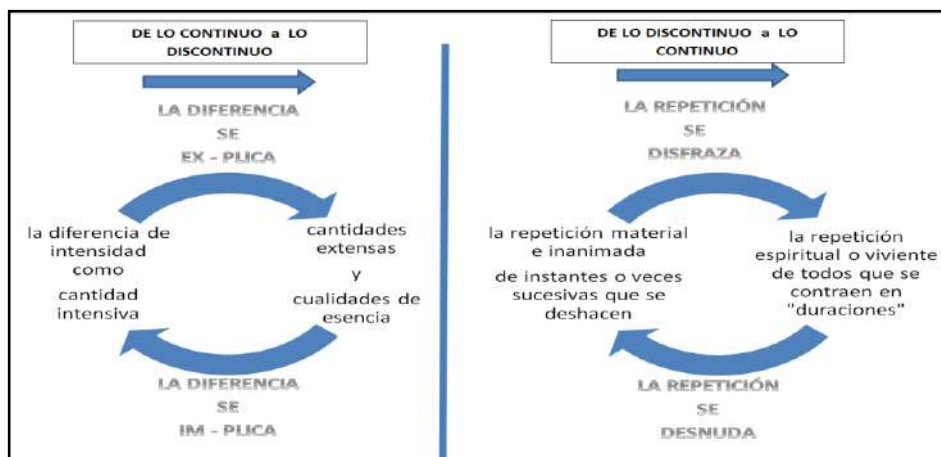 DE LO CONTINUO a LO
DISCONTINUO
LA DIFERENCIA
SE
EX - PLICA
la diferencia de
intensidad como
cantidad
intensiva
cantidades
extensas
y
cualidades de
esencia
LA DIFERENCIA
SE
IM - PLICA
DE LO DISCONTINUO a LO
CONTINUO
LA REPETICIÓN
SE
DISFRAZA
la repetición material
e inanimada
de instantes o veces
sucesivas que se
deshacen
la repetición
espiritual o viviente
de todos que se
contraen en
"duraciones"
LA REPETICIÓN
SE
DESNUDA